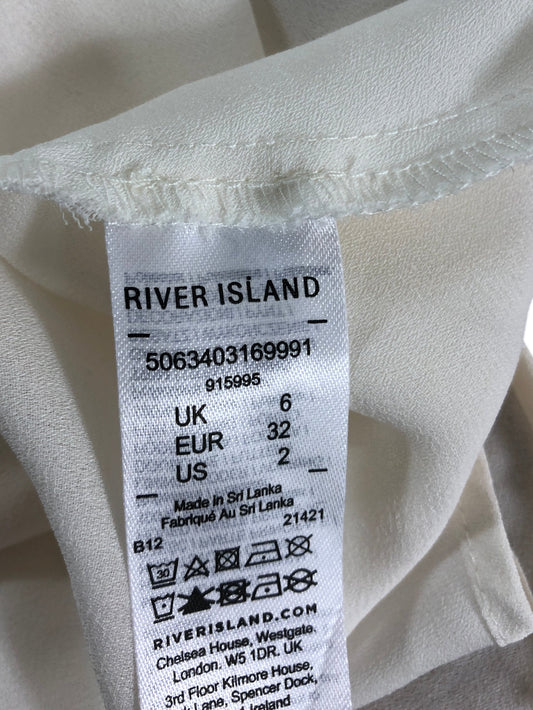 RIVER ISLAND
5063403169991
915995
UK 6
EUR 32
US 2
Made in Sri Lanka
Fabriqué Au Sri Lanka
B12 21421
30
RIVERISLAND.COM
Chelsea House, Westgate,
London. W5 1DR. UK
3rd Floor Kilmore House,
Lane, Spencer Dock,
Ireland